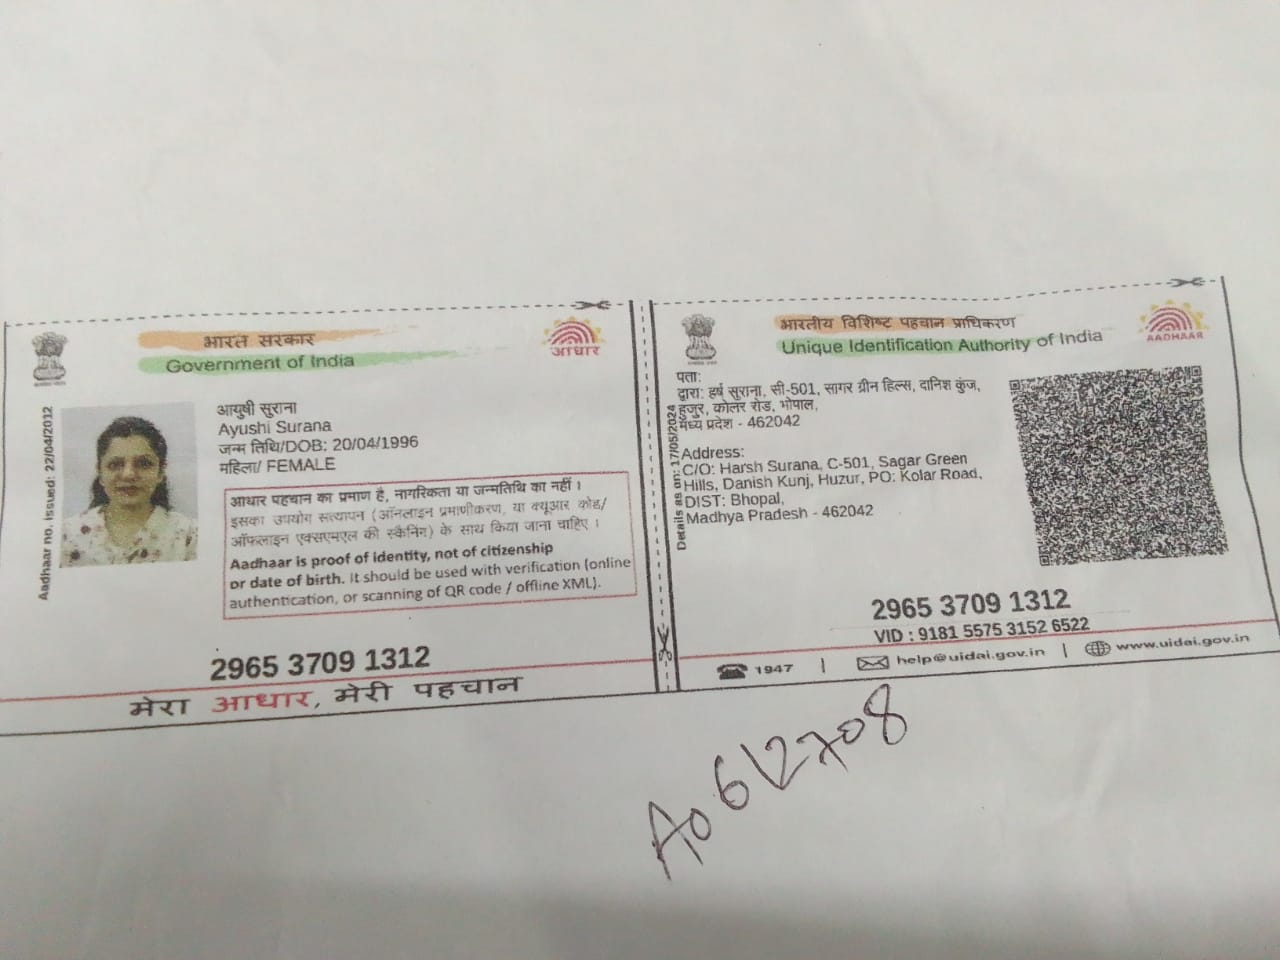 भारत सरकार
Government of India
आधार
Aadhaar no. issued: 22/04/2012
आयुषी सुराना
Ayushi Surana
जन्म तिथि/DOB: 20/04/1996
महिला/ FEMALE
आधार पहचान का प्रमाण है, नागरिकता या जन्मतिथि का नहीं ।
इसका उपयोग सत्यापन (ऑनलाइन प्रमाणीकरण, या क्यूआर कोड/
ऑफलाइन एक्सएमएल की स्कैनिंग) के साथ किया जाना चाहिए ।
Aadhaar is proof of identity, not of citizenship
or date of birth. It should be used with verification (online
authentication, or scanning of QR code / offline XML).
2965 3709 1312
मेरा आधार, मेरी पहचान
भारतीय विशिष्ट पहचान प्राधिकरण
Unique Identification Authority of India
AADHAAR
Details as on: 17/05/2024
पता:
द्वारा: हर्ष सुराना, सी-501, सागर ग्रीन हिल्स, दानिश कुंज,
हुजुर, कोलर रोड, भोपाल,
मध्य प्रदेश - 462042
Address:
C/O: Harsh Surana, C-501, Sagar Green
Hills, Danish Kunj, Huzur, PO: Kolar Road,
DIST: Bhopal,
Madhya Pradesh - 462042
2965 3709 1312
VID : 9181 5575 3152 6522
1947 | help@uidai.gov.in | www.uidai.gov.in
A0612708